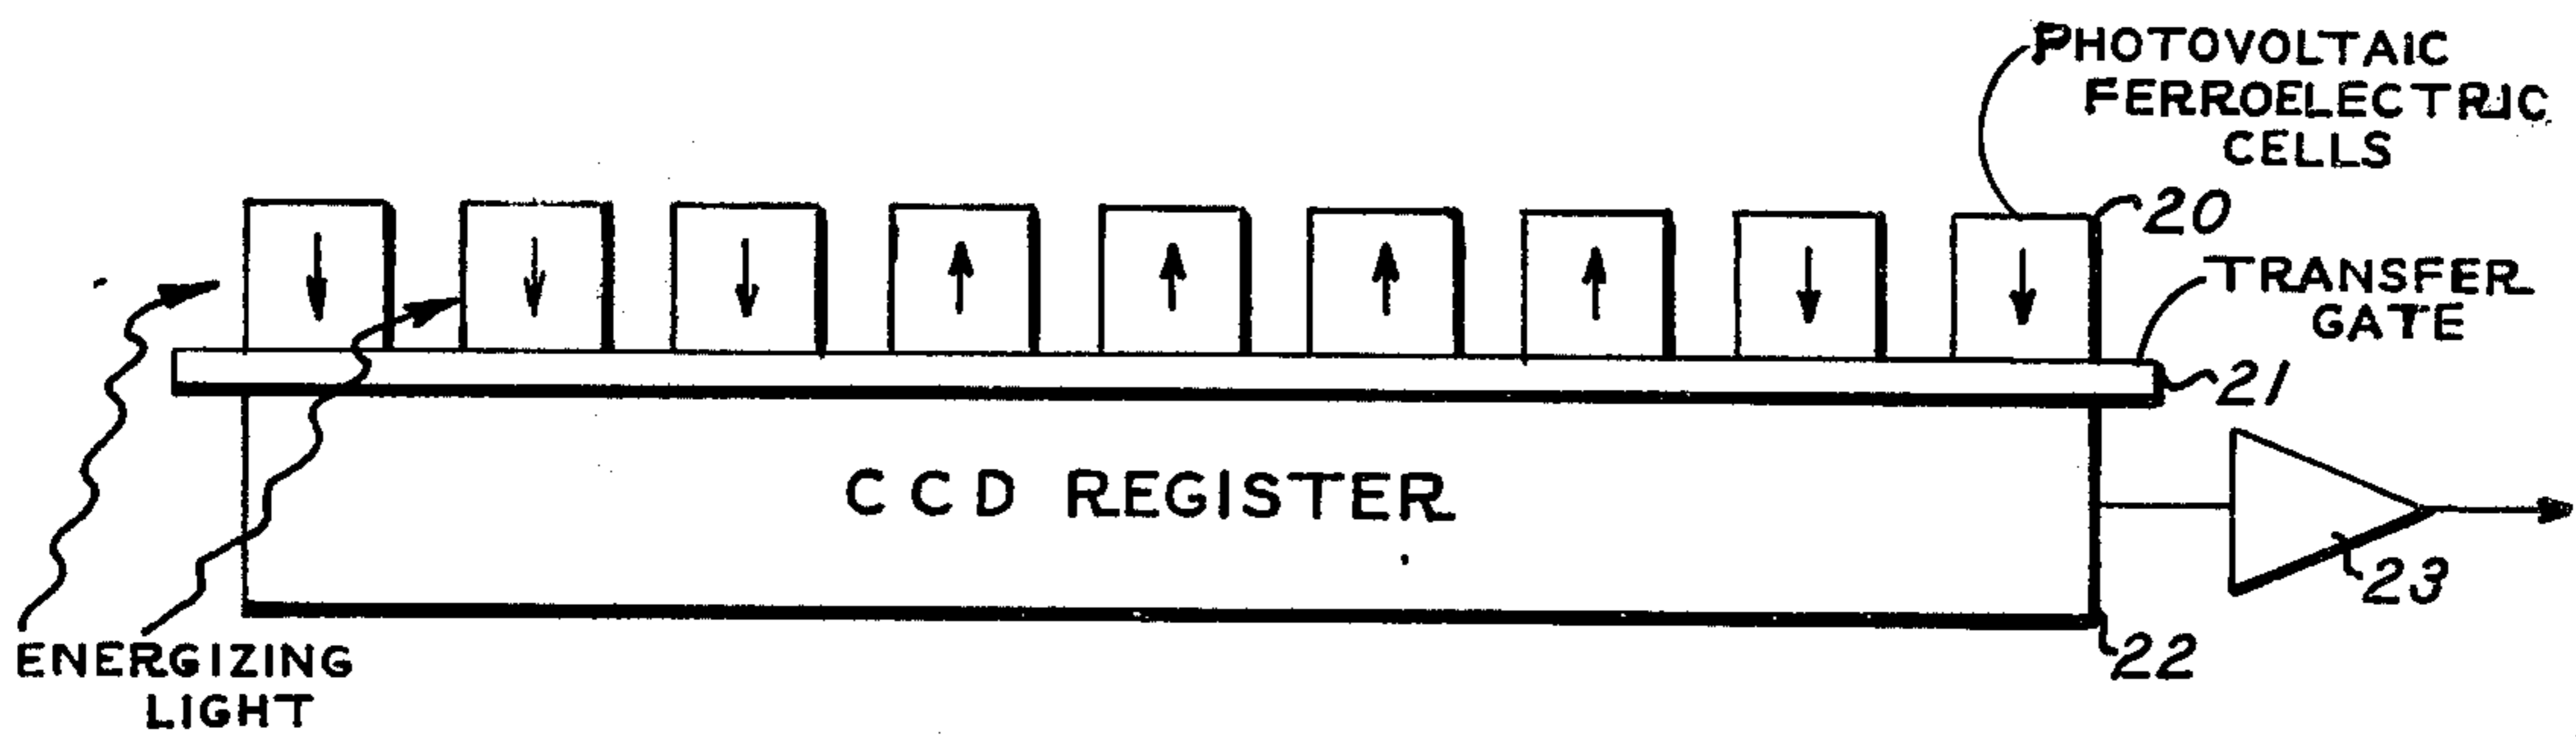 PHOTOVOLTAIC
FERROELECTRIC
CELLS
20
TRANSFER
GATE
21
CCD REGISTER
23
22
ENERGIZING
LIGHT